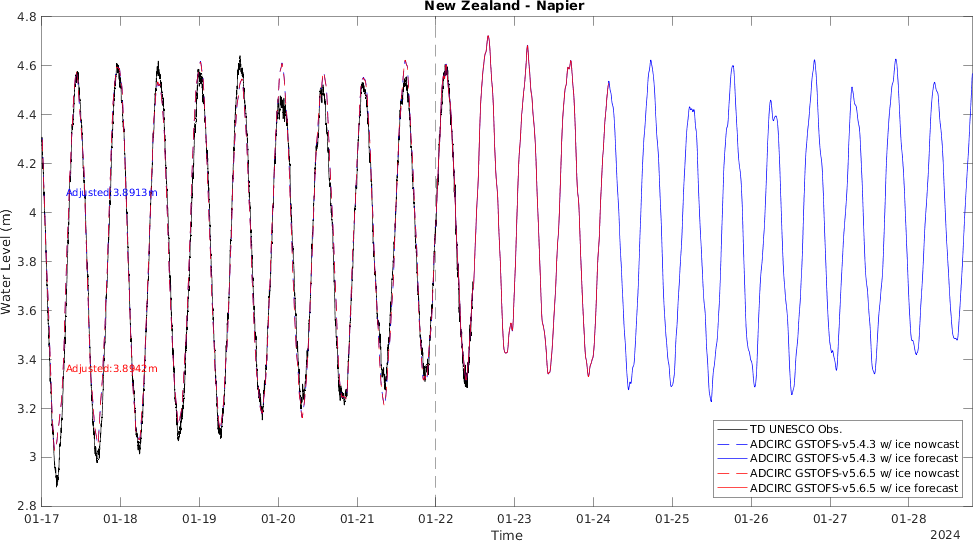 New Zealand - Napier
4.8
4.6
4.4
4.2
4
3.8
3.6
3.4
3.2
3
2.8
Water Level (m)
Adjusted:3.8913m
Adjusted:3.8942m
TD UNESCO Obs.
ADCIRC GSTOFS-v5.4.3 w/ ice nowcast
ADCIRC GSTOFS-v5.4.3 w/ ice forecast
ADCIRC GSTOFS-v5.6.5 w/ ice nowcast
ADCIRC GSTOFS-v5.6.5 w/ ice forecast
01-17 01-18 01-19 01-20 01-21 01-22 01-23 01-24 01-25 01-26 01-27 01-28
Time
2024